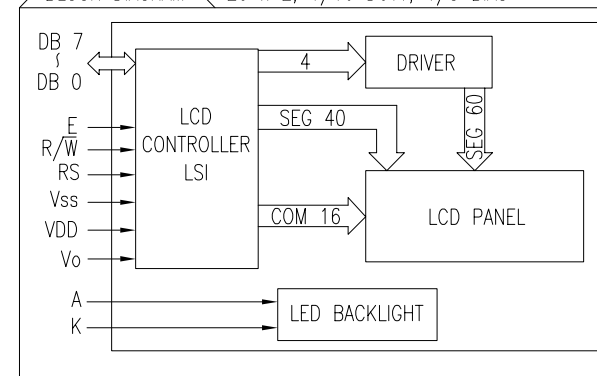 DB 7
DB 0
E
R/W̅
RS
Vss
VDD
Vo
A
K
LCD
CONTROLLER
LSI
4
DRIVER
SEG 40
SEG 60
COM 16
LCD PANEL
LED BACKLIGHT